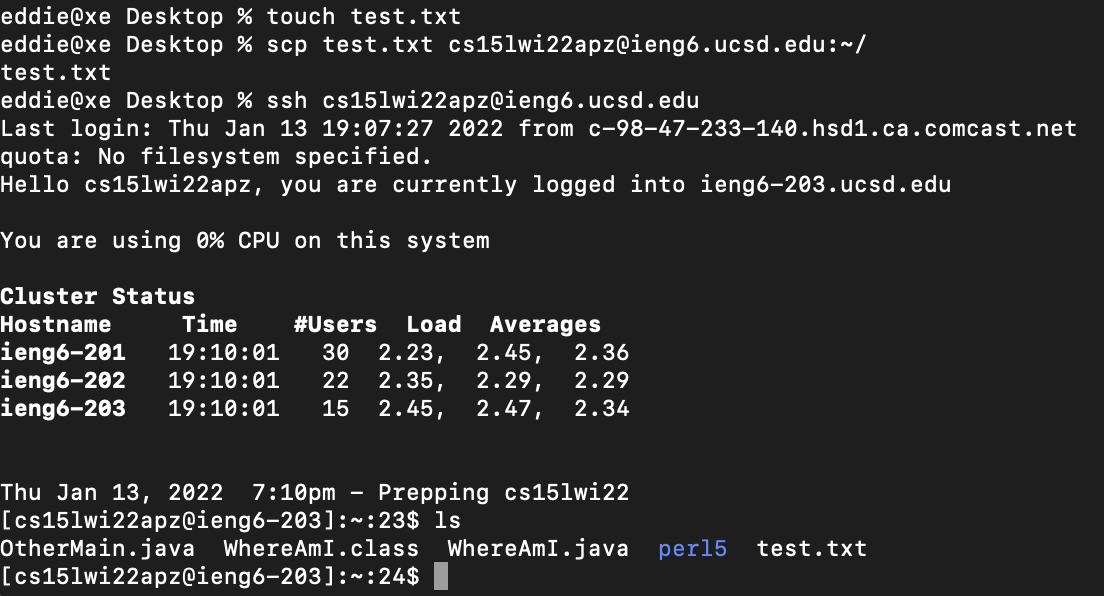 eddie@xe Desktop % touch test.txt
eddie@xe Desktop % scp test.txt cs15lwi22apz@ieng6.ucsd.edu:~/
test.txt
eddie@xe Desktop % ssh cs15lwi22apz@ieng6.ucsd.edu
Last login: Thu Jan 13 19:07:27 2022 from c-98-47-233-140.hsd1.ca.comcast.net
quota: No filesystem specified.
Hello cs15lwi22apz, you are currently logged into ieng6-203.ucsd.edu
You are using 0% CPU on this system
Cluster Status
Hostname     Time    #Users  Load  Averages
ieng6-201   19:10:01   30  2.23,  2.45,  2.36
ieng6-202   19:10:01   22  2.35,  2.29,  2.29
ieng6-203   19:10:01   15  2.45,  2.47,  2.34
Thu Jan 13, 2022  7:10pm - Prepping cs15lwi22
[cs15lwi22apz@ieng6-203]:~:23$ ls
OtherMain.java  WhereAmI.class  WhereAmI.java  perl5  test.txt
[cs15lwi22apz@ieng6-203]:~:24$